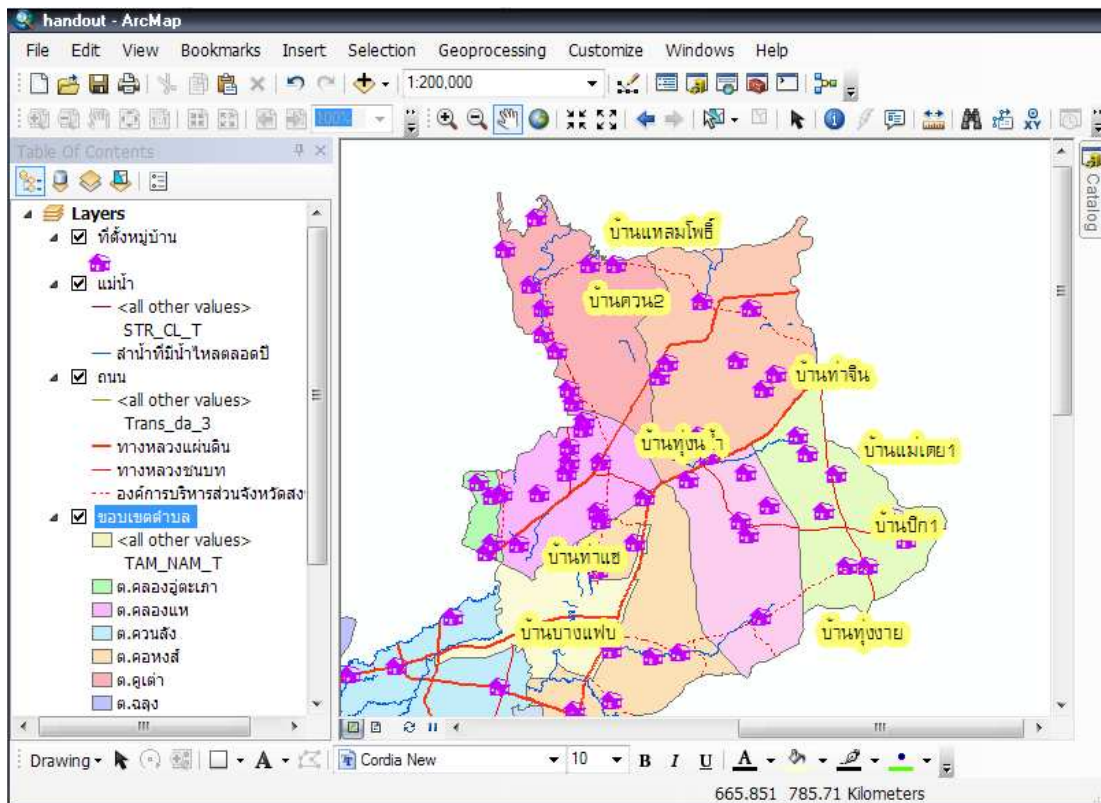 handout - ArcMap
File Edit View Bookmarks Insert Selection Geoprocessing Customize Windows Help
1:200,000
100%
Table Of Contents
Layers
ที่ตั้งหมู่บ้าน
แม่น้ำ
<all other values>
STR_CL_T
ลำน้ำที่มีน้ำไหลตลอดปี
ถนน
<all other values>
Trans_da_3
ทางหลวงแผ่นดิน
ทางหลวงชนบท
องค์การบริหารส่วนจังหวัดสง
ขอบเขตตำบล
<all other values>
TAM_NAM_T
ต.คลองอู่ตะเภา
ต.คลองแห
ต.ควนลัง
ต.คอหงส์
ต.คูเต่า
ต.ฉลุง
บ้านแหลมโพธิ์
บ้านควน2
บ้านท่าจีน
บ้านทุ่งน้ำ
บ้านแม่เตย1
บ้านปึก1
บ้านท่าแซ
บ้านบางแฟบ
บ้านทุ่งงาย
Catalog
Drawing
A
Cordia New
10
B I U A
665.851 785.71 Kilometers